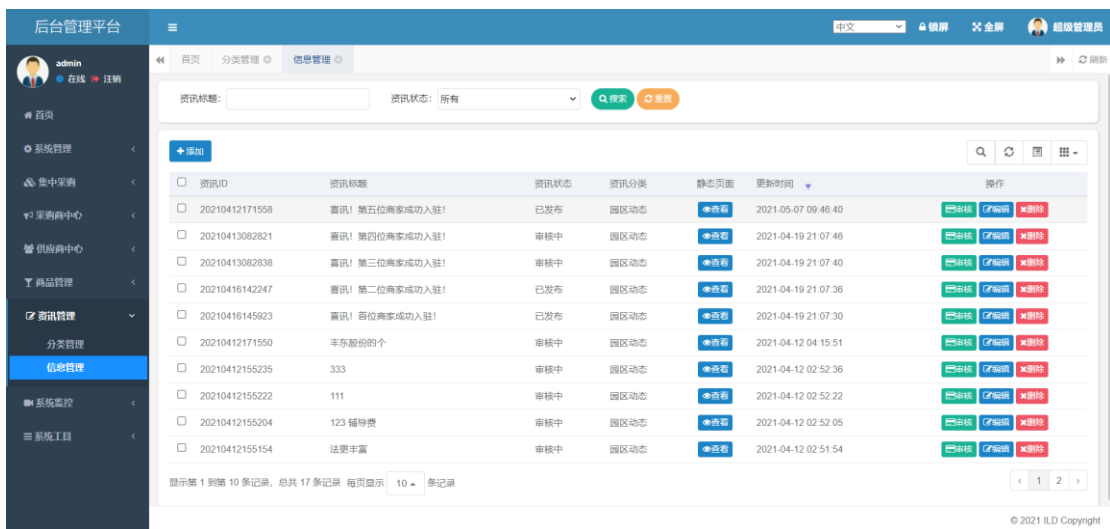 后台管理平台
中文 锁屏 全屏 超级管理员
admin
在线 注销
首页 分类管理 信息管理 刷新
首页
系统管理
集中采购
采购商中心
供应商中心
商品管理
资讯管理
分类管理
信息管理
系统监控
系统工具
资讯标题： 资讯状态： 所有 搜索 重置
添加
资讯ID 资讯标题 资讯状态 资讯分类 静态页面 更新时间 操作
20210412171558 喜讯！第五位商家成功入驻！ 已发布 园区动态 查看 2021-05-07 09:46:40 审核 编辑 删除
20210413082821 喜讯！第四位商家成功入驻！ 审核中 园区动态 查看 2021-04-19 21:07:46 审核 编辑 删除
20210413082838 喜讯！第三位商家成功入驻！ 审核中 园区动态 查看 2021-04-19 21:07:40 审核 编辑 删除
20210416142247 喜讯！第二位商家成功入驻！ 已发布 园区动态 查看 2021-04-19 21:07:36 审核 编辑 删除
20210416145923 喜讯！首位商家成功入驻！ 已发布 园区动态 查看 2021-04-19 21:07:30 审核 编辑 删除
20210412171550 丰东股份的个 审核中 园区动态 查看 2021-04-12 04:15:51 审核 编辑 删除
20210412155235 333 审核中 园区动态 查看 2021-04-12 02:52:36 审核 编辑 删除
20210412155222 111 审核中 园区动态 查看 2021-04-12 02:52:22 审核 编辑 删除
20210412155204 123 辅导费 审核中 园区动态 查看 2021-04-12 02:52:05 审核 编辑 删除
20210412155154 法更丰富 审核中 园区动态 查看 2021-04-12 02:51:54 审核 编辑 删除
显示第 1 到第 10 条记录，总共 17 条记录 每页显示 10 条记录 ‹ 1 2 ›
© 2021 ILD Copyright